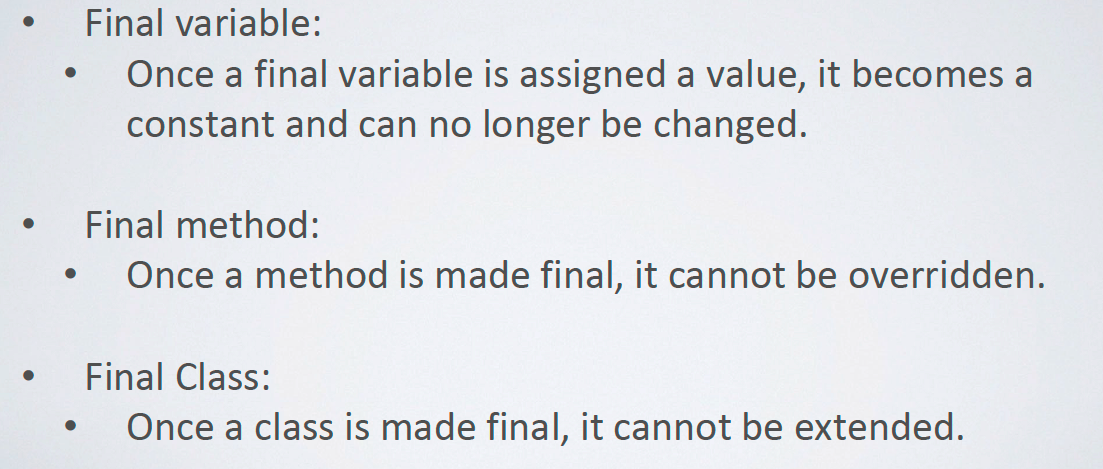 • Final variable:
• Once a final variable is assigned a value, it becomes a
constant and can no longer be changed.
• Final method:
• Once a method is made final, it cannot be overridden.
• Final Class:
• Once a class is made final, it cannot be extended.